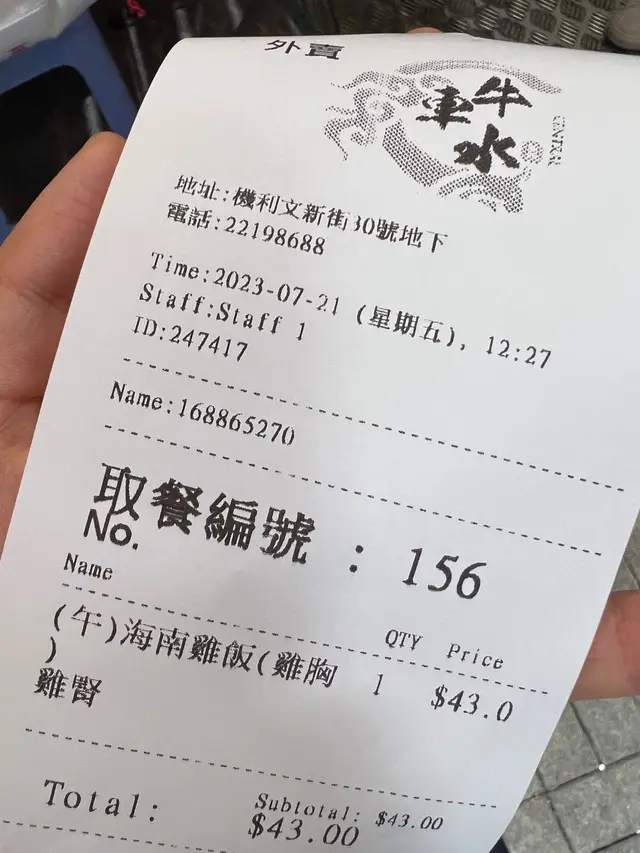 外賣
牛車水
CENTRAL
地址:機利文新街30號地下
電話:22198688
Time:2023-07-21 (星期五), 12:27
Staff:Staff 1
ID:247417
Name:168865270
取餐編號 : 156
No.
Name QTY Price
(午)海南雞飯(雞胸 1 $43.0
)
雞腎
Subtotal: $43.00
Total: $43.00